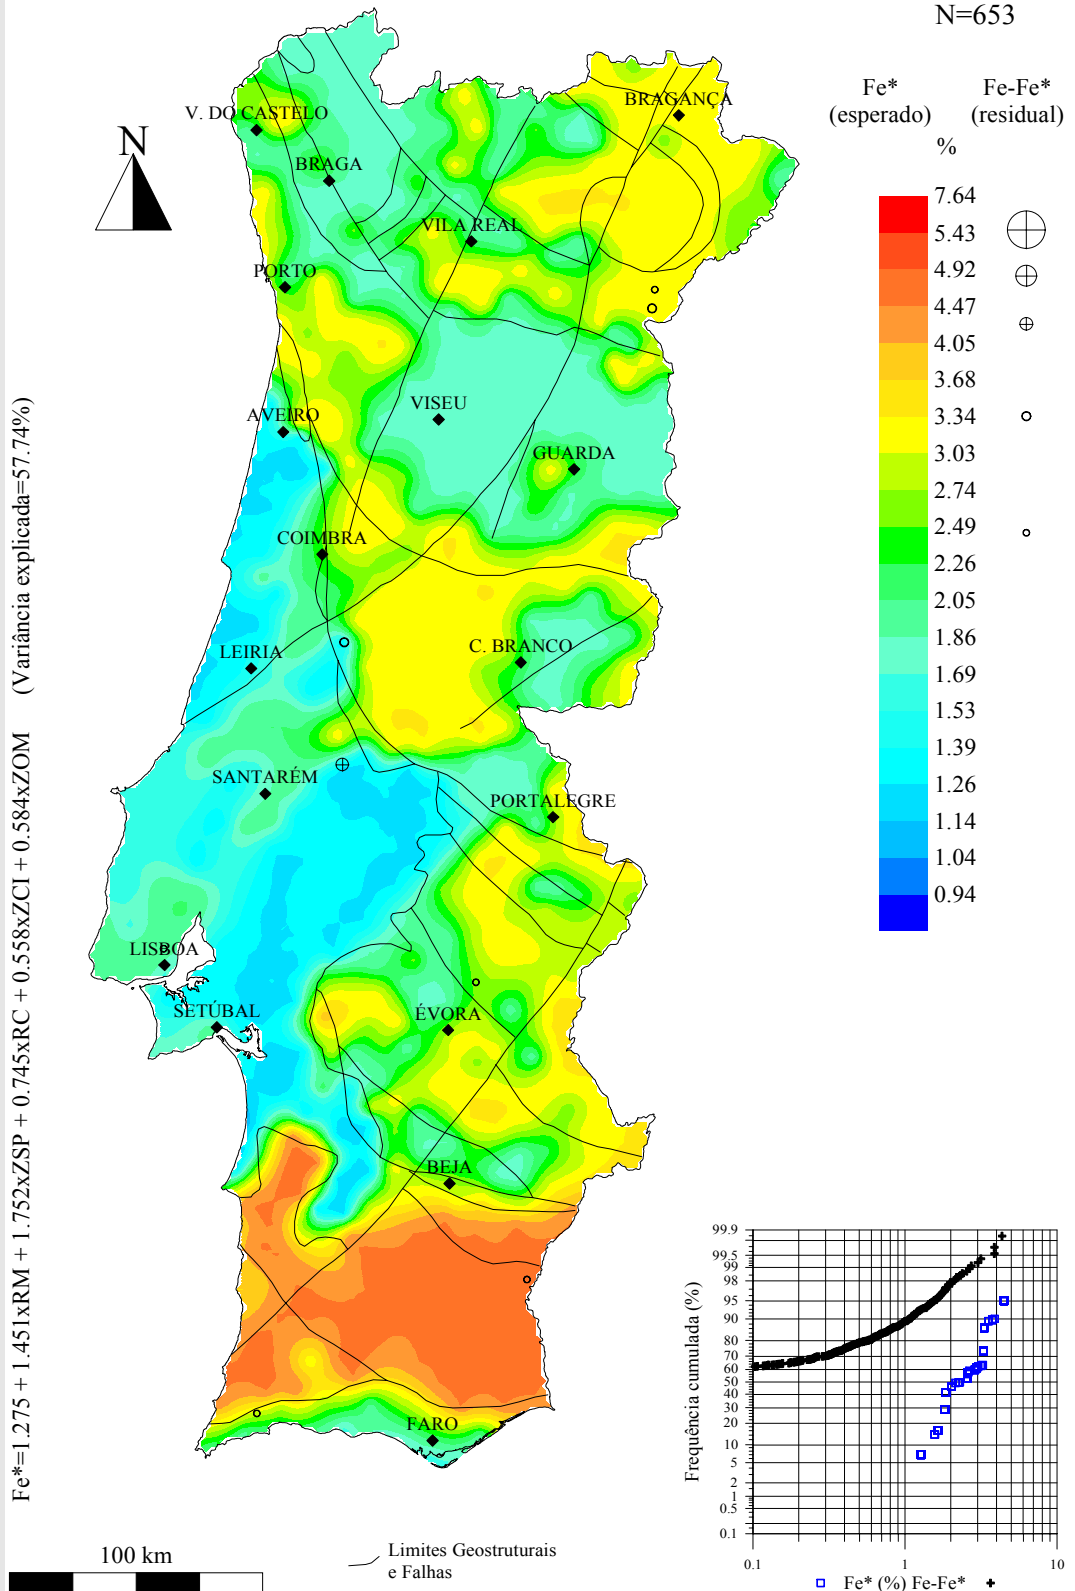 N=653
Fe*
(esperado)
Fe-Fe*
(residual)
%
7.64
5.43
4.92
4.47
4.05
3.68
3.34
3.03
2.74
2.49
2.26
2.05
1.86
1.69
1.53
1.39
1.26
1.14
1.04
0.94
N
V. DO CASTELO
BRAGANÇA
BRAGA
VILA REAL
PORTO
AVEIRO
VISEU
GUARDA
COIMBRA
LEIRIA
C. BRANCO
SANTARÉM
PORTALEGRE
LISBOA
SETÚBAL
ÉVORA
BEJA
FARO
Fe*=1.275 + 1.451xRM + 1.752xZSP + 0.745xRC + 0.558xZCI + 0.584xZOM (Variância explicada=57.74%)
100 km
Limites Geostruturais
e Falhas
Frequência cumulada (%)
99.9
99.5
99
98
95
90
80
70
60
50
40
30
20
10
5
2
1
0.5
0.1
0.1 1 10
Fe* (%) Fe-Fe*